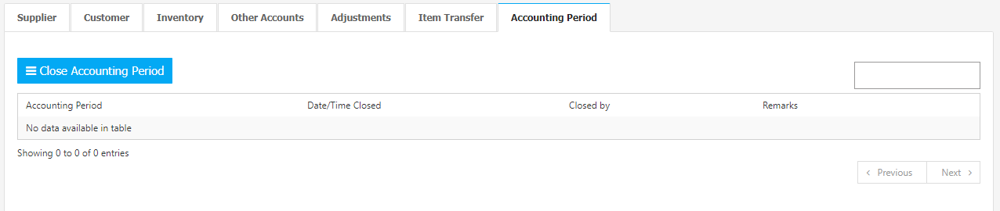 Supplier Customer Inventory Other Accounts Adjustments Item Transfer Accounting Period
Close Accounting Period
Accounting Period Date/Time Closed Closed by Remarks
No data available in table
Showing 0 to 0 of 0 entries
Previous Next